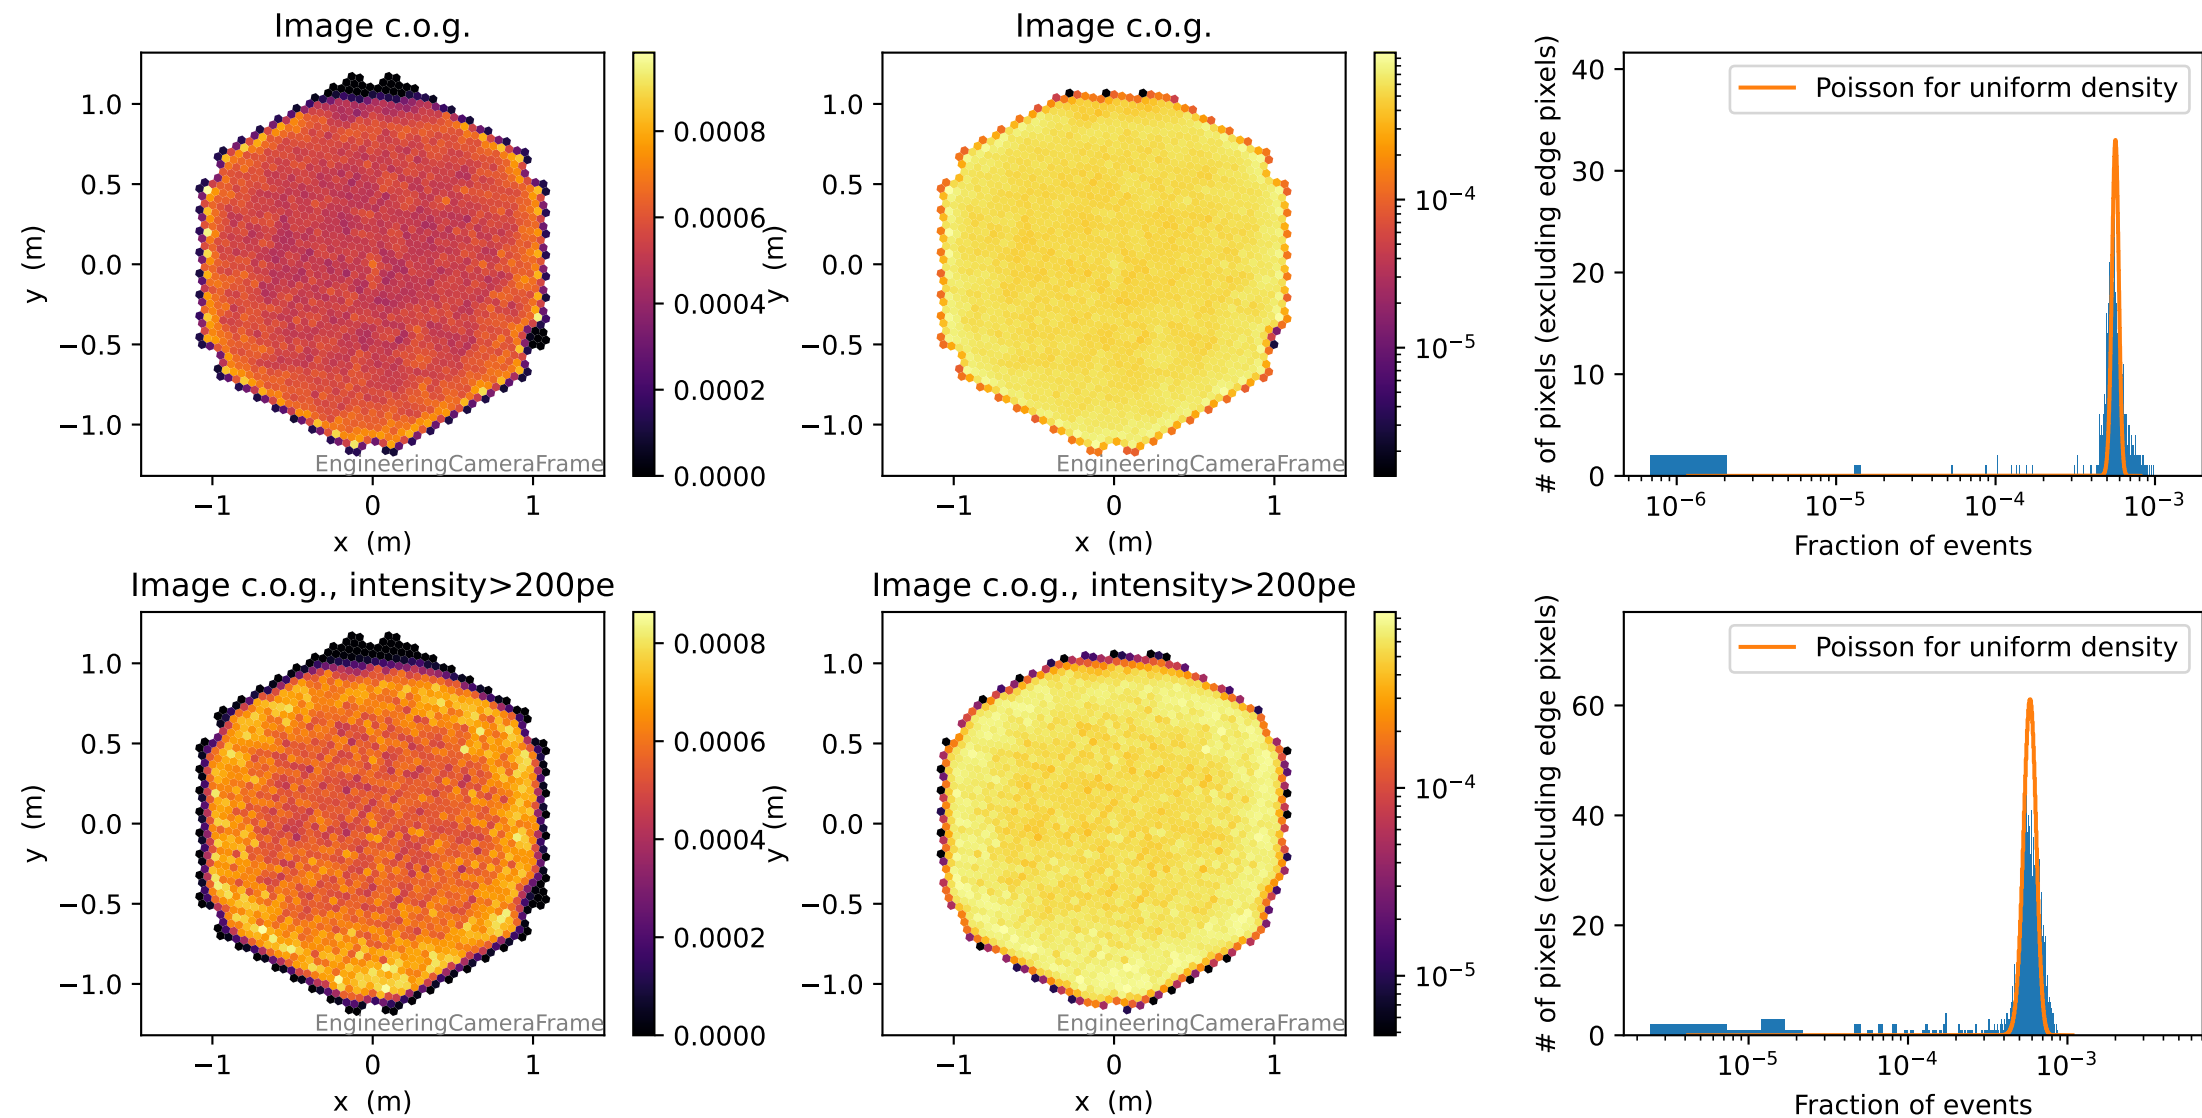 Image c.o.g.
y (m)
1.0
0.5
0.0
−0.5
−1.0
−1
0
1
x (m)
EngineeringCameraFrame
0.0008
0.0006
0.0004
0.0002
0.0000
Image c.o.g.
y (m)
1.0
0.5
0.0
−0.5
−1.0
−1
0
1
x (m)
EngineeringCameraFrame
10⁻⁴
10⁻⁵
# of pixels (excluding edge pixels)
40
30
20
10
0
Poisson for uniform density
10⁻⁶
10⁻⁵
10⁻⁴
10⁻³
Fraction of events
Image c.o.g., intensity>200pe
y (m)
1.0
0.5
0.0
−0.5
−1.0
−1
0
1
x (m)
EngineeringCameraFrame
0.0008
0.0006
0.0004
0.0002
0.0000
Image c.o.g., intensity>200pe
y (m)
1.0
0.5
0.0
−0.5
−1.0
−1
0
1
x (m)
EngineeringCameraFrame
10⁻⁴
10⁻⁵
# of pixels (excluding edge pixels)
60
40
20
0
Poisson for uniform density
10⁻⁵
10⁻⁴
10⁻³
Fraction of events